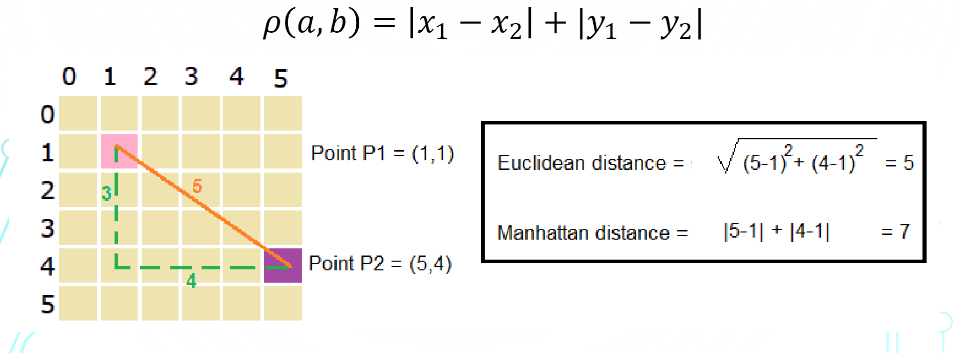 ρ(a, b) = |x₁ − x₂| + |y₁ − y₂|
0 1 2 3 4 5
0
1
2
3
4
5
3
5
4
Point P1 = (1,1)
Point P2 = (5,4)
Euclidean distance = √(5-1)² + (4-1)² = 5
Manhattan distance = |5-1| + |4-1| = 7